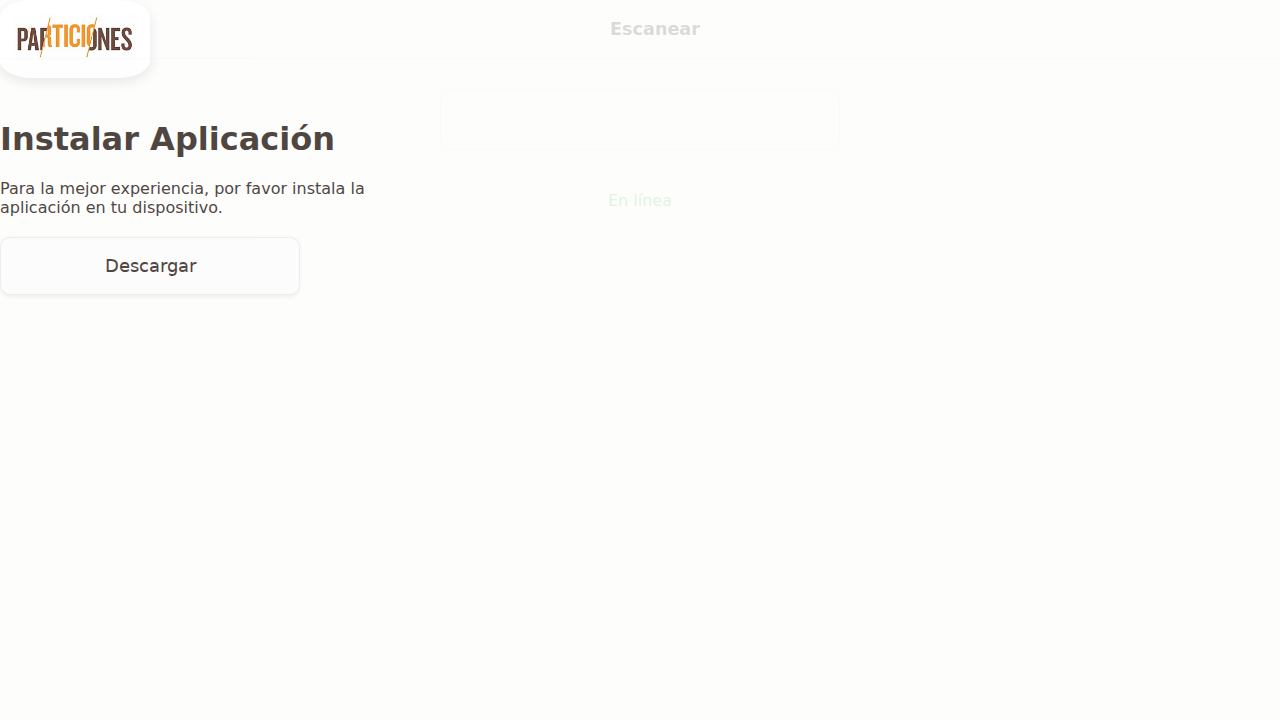 PARTICIONES
Escanear
Instalar Aplicación
Para la mejor experiencia, por favor instala la
aplicación en tu dispositivo.
En línea
Descargar